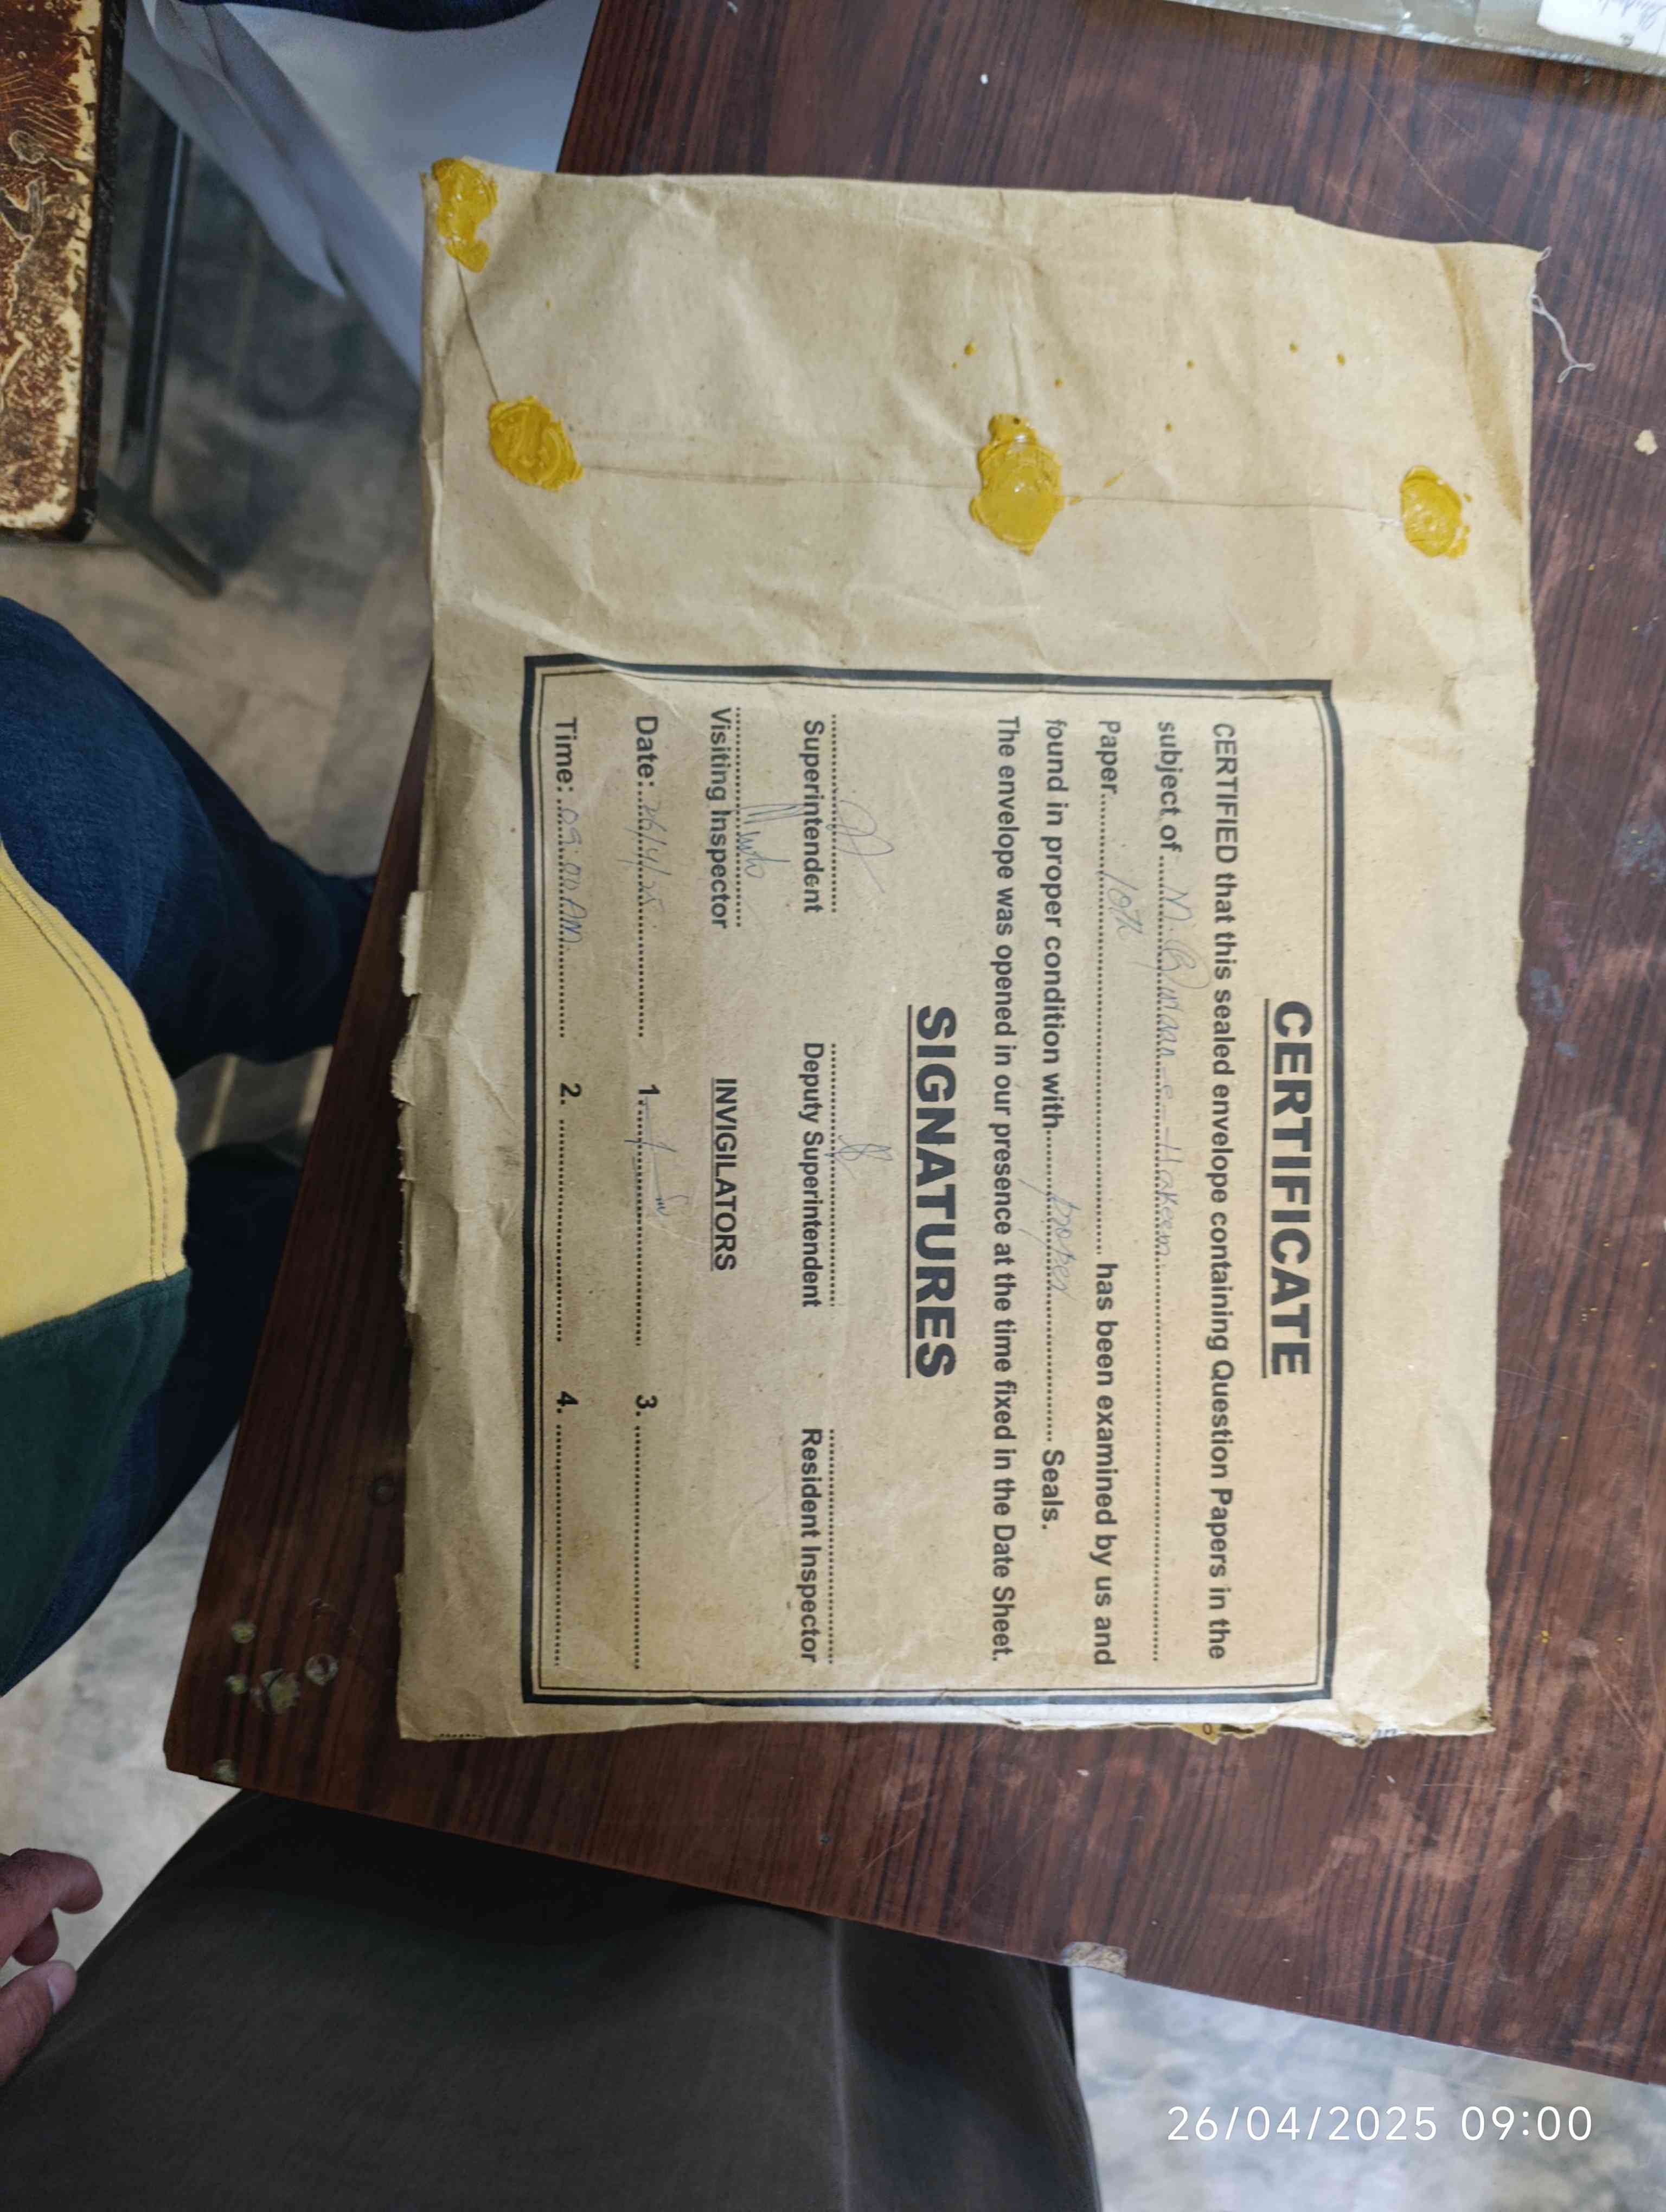 CERTIFICATE
CERTIFIED that this sealed envelope containing Question Papers in the
subject of ..... M. Quraan-e-Hakeem .....
Paper..... 10th ..... has been examined by us and
found in proper condition with..... proper ..... Seals.
The envelope was opened in our presence at the time fixed in the Date Sheet.
SIGNATURES
Superintendent Deputy Superintendent Resident Inspector
Visiting Inspector INVIGILATORS
Date: 26/4/25 1. 3.
Time: 09:00 AM. 2. 4.
26/04/2025 09:00